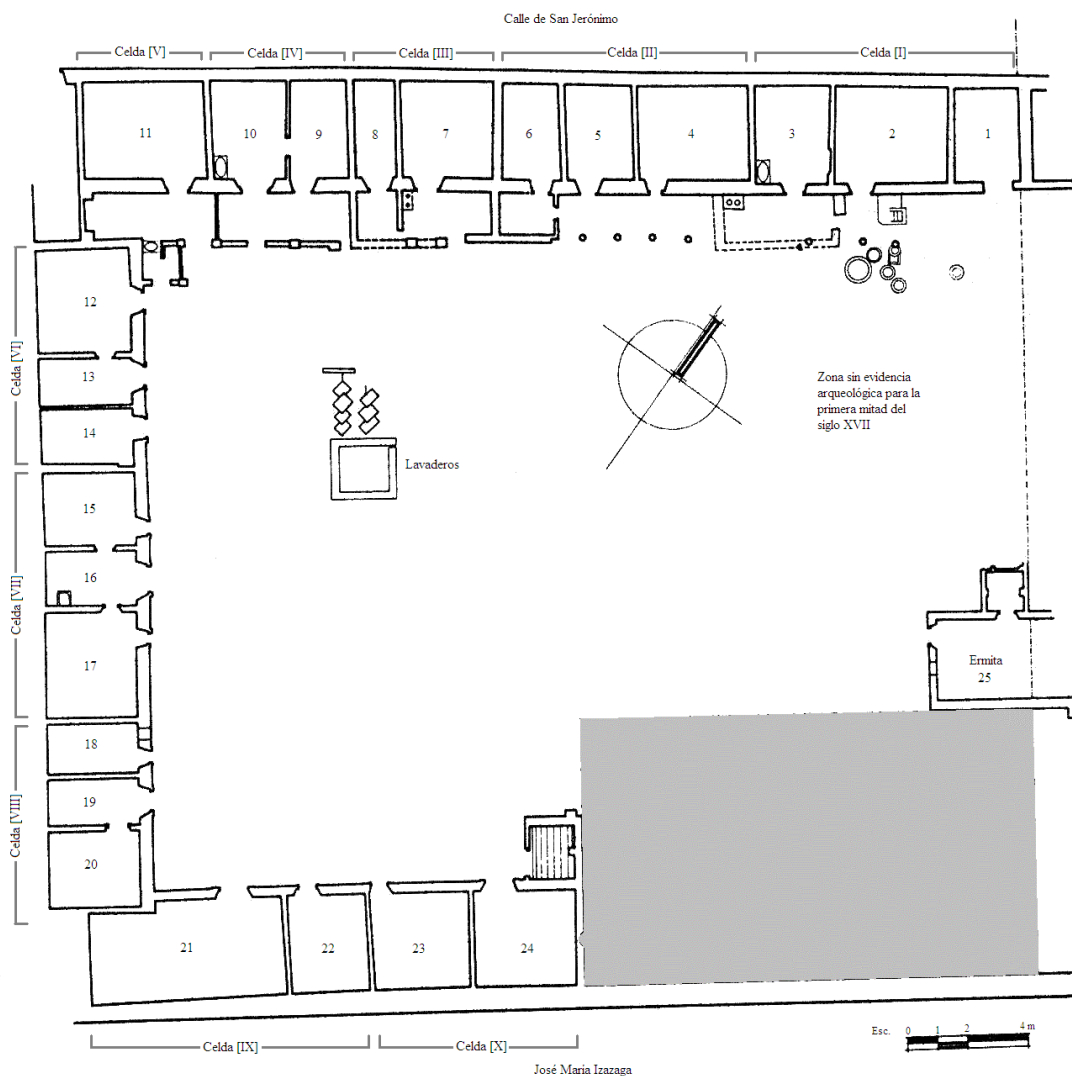 Calle de San Jerónimo
Celda [V]
Celda [IV]
Celda [III]
Celda [II]
Celda [I]
11
10
9
8
7
6
5
4
3
2
1
Celda [VI]
12
13
14
Zona sin evidencia
arqueológica para la
primera mitad del
siglo XVII
Lavaderos
Celda [VII]
15
16
17
Ermita
25
Celda [VIII]
18
19
20
21
22
23
24
Celda [IX]
Celda [X]
Esc.
0 1 2 4 m
José María Izazaga